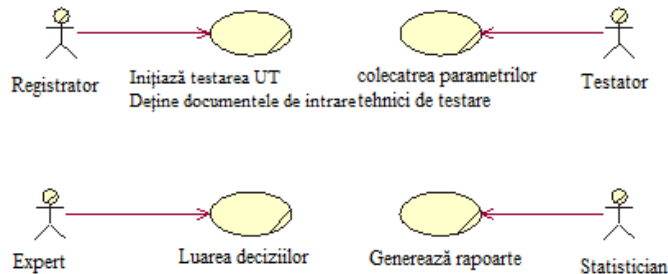 Registrator
Inițiază testarea UT
Deține documentele de intrare
colecatrea parametrilor
tehnici de testare
Testator
Expert
Luarea deciziilor
Generează rapoarte
Statistician